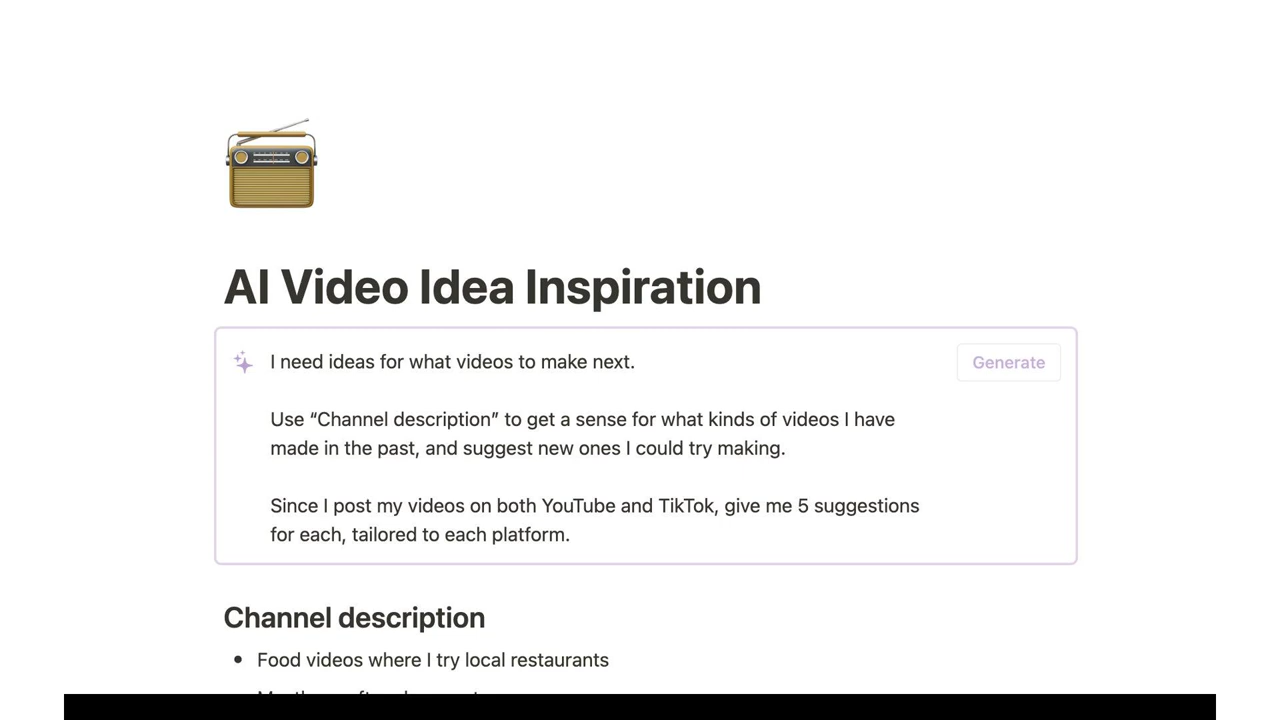 AI Video Idea Inspiration
I need ideas for what videos to make next.
Generate
Use “Channel description” to get a sense for what kinds of videos I have
made in the past, and suggest new ones I could try making.
Since I post my videos on both YouTube and TikTok, give me 5 suggestions
for each, tailored to each platform.
Channel description
• Food videos where I try local restaurants